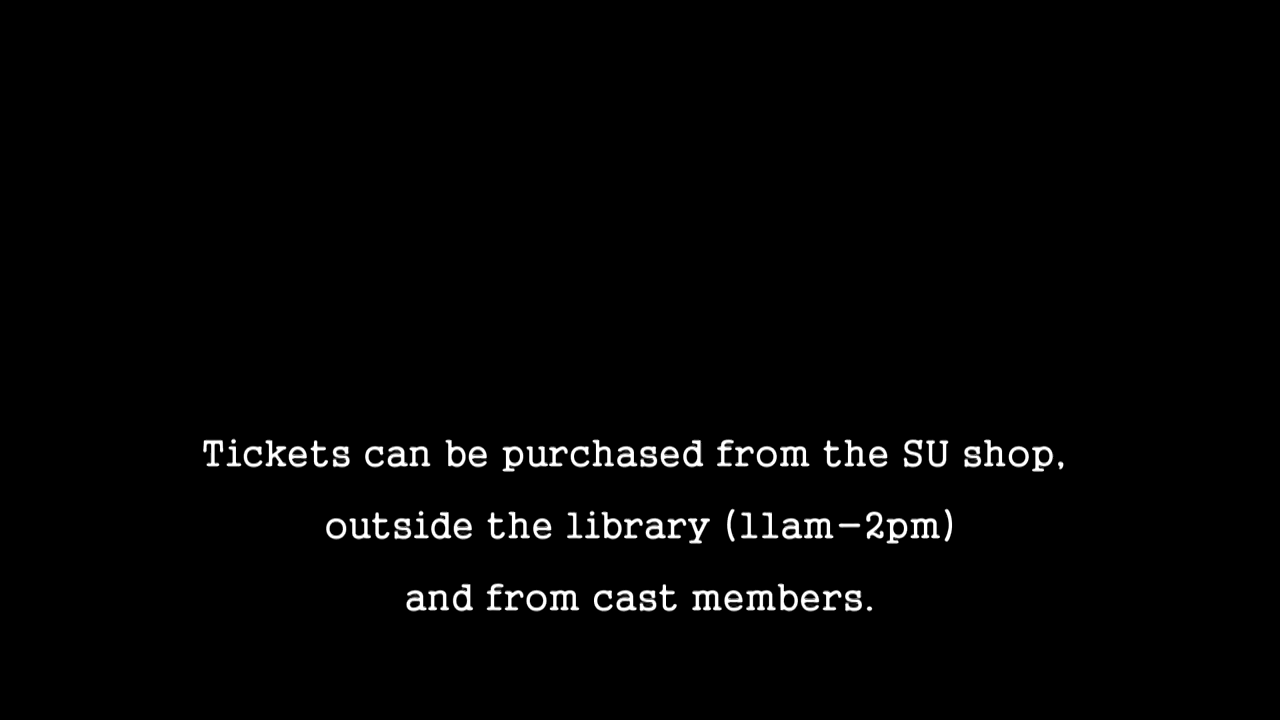 Tickets can be purchased from the SU shop,
outside the library (11am-2pm)
and from cast members.